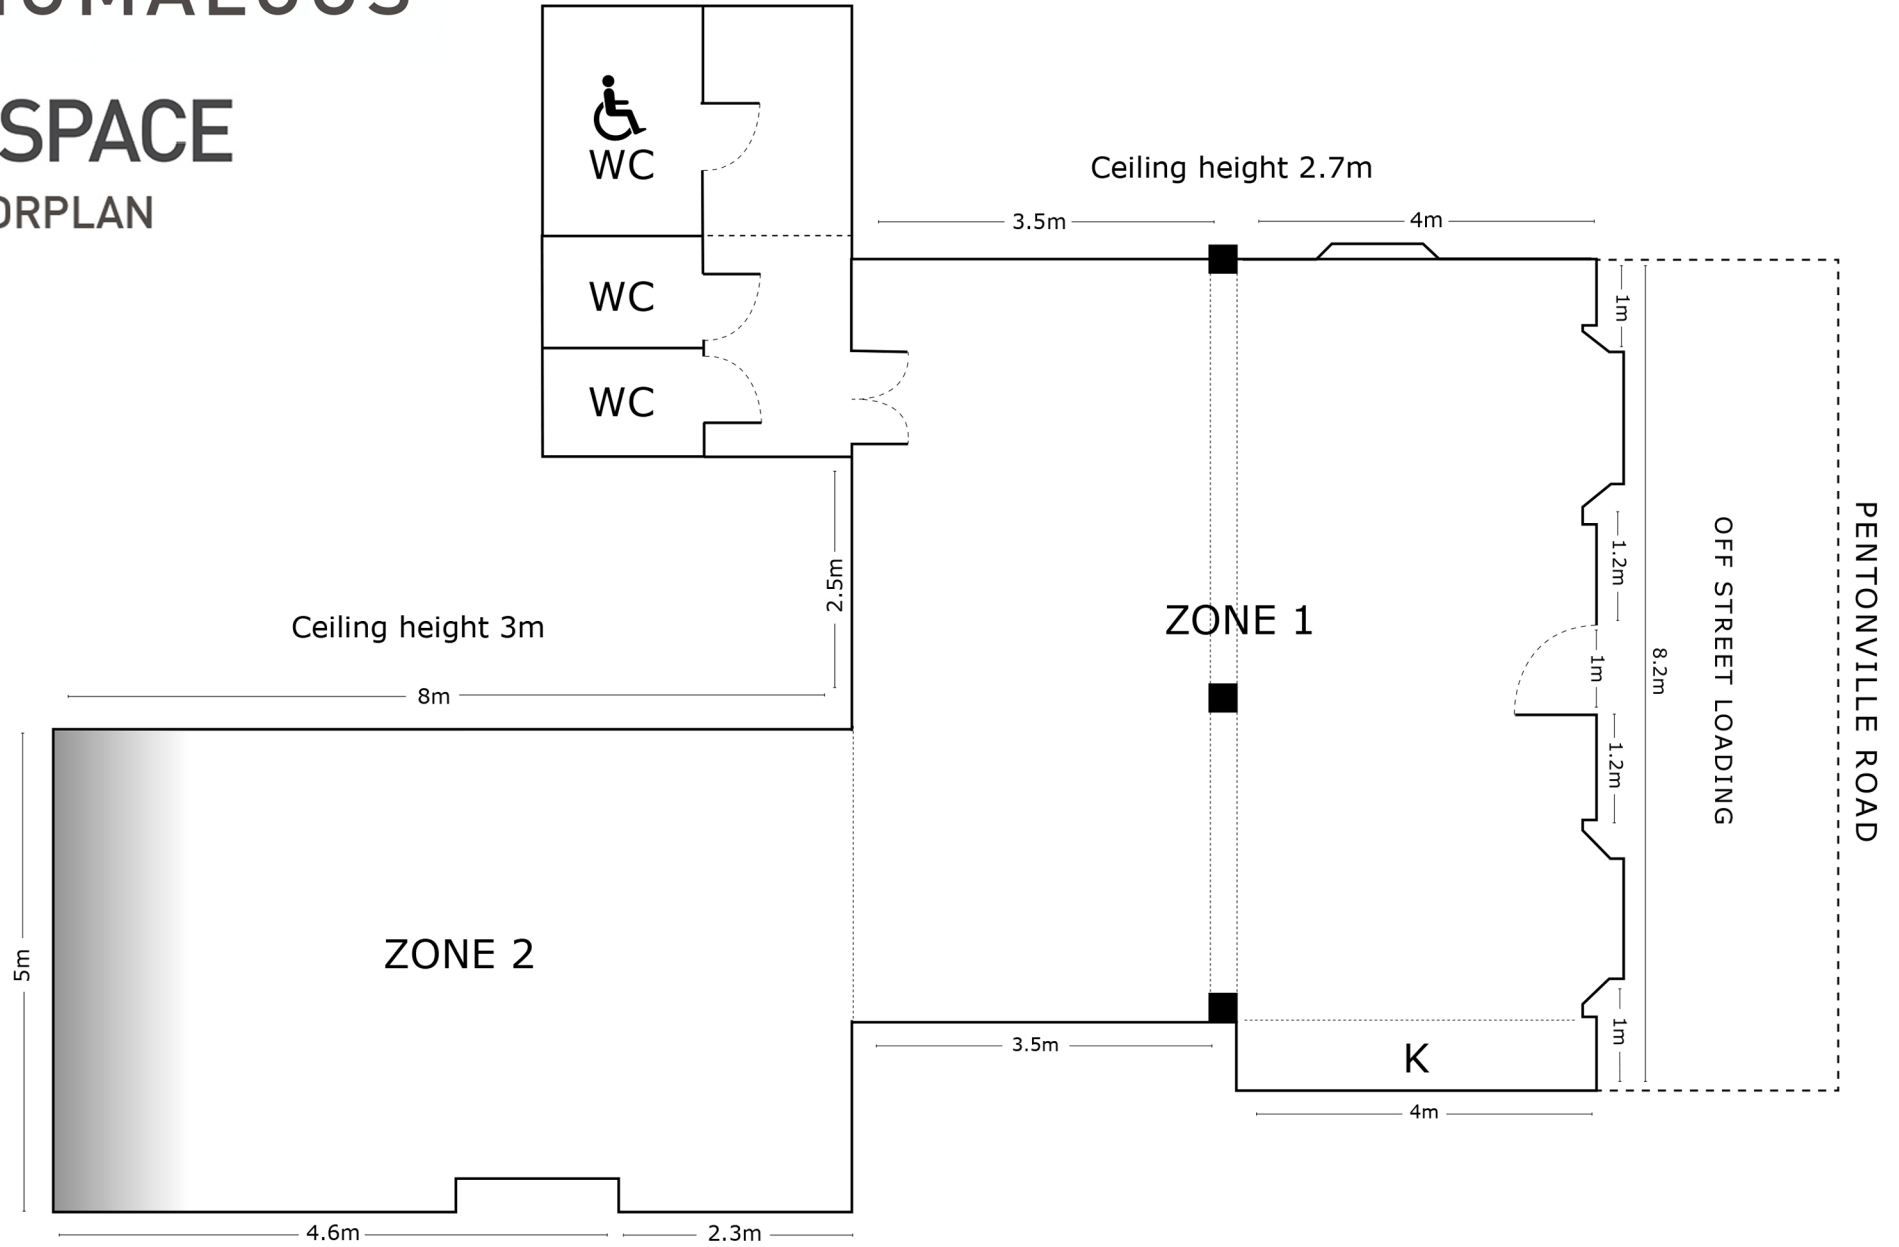 SPACE
WC
Ceiling height 2.7m
3.5m
4m
WC
1m
WC
2.5m
1.2m
Ceiling height 3m
ZONE 1
1m
8.2m
OFF STREET LOADING
PENTONVILLE ROAD
8m
1.2m
ZONE 2
5m
1m
3.5m
K
4m
4.6m
2.3m